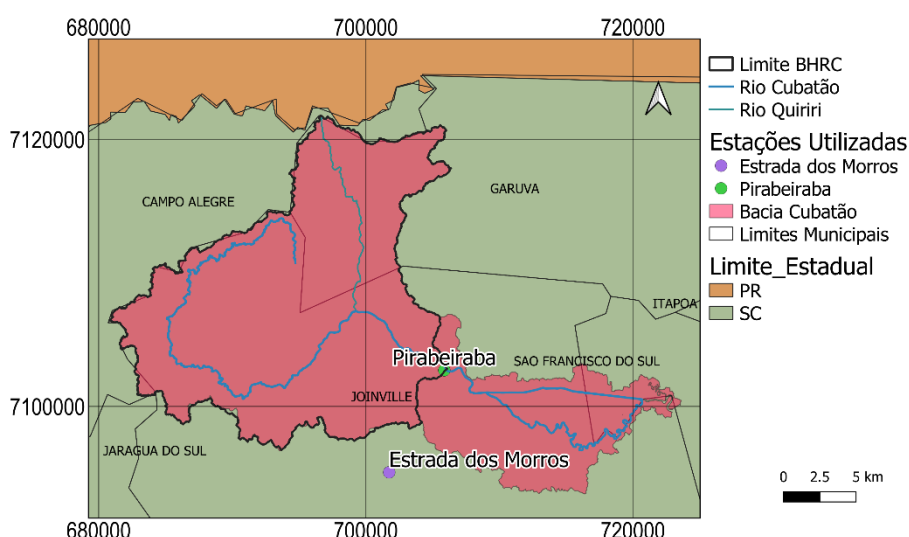 680000
700000
720000
7120000
7100000
CAMPO ALEGRE
GARUVA
ITAPOA
Pirabeiraba
SAO FRANCISCO DO SUL
JOINVILLE
JARAGUA DO SUL
Estrada dos Morros
680000
700000
720000
Limite BHRC
Rio Cubatão
Rio Quiriri
Estações Utilizadas
Estrada dos Morros
Pirabeiraba
Bacia Cubatão
Limites Municipais
Limite_Estadual
PR
SC
0 2.5 5 km